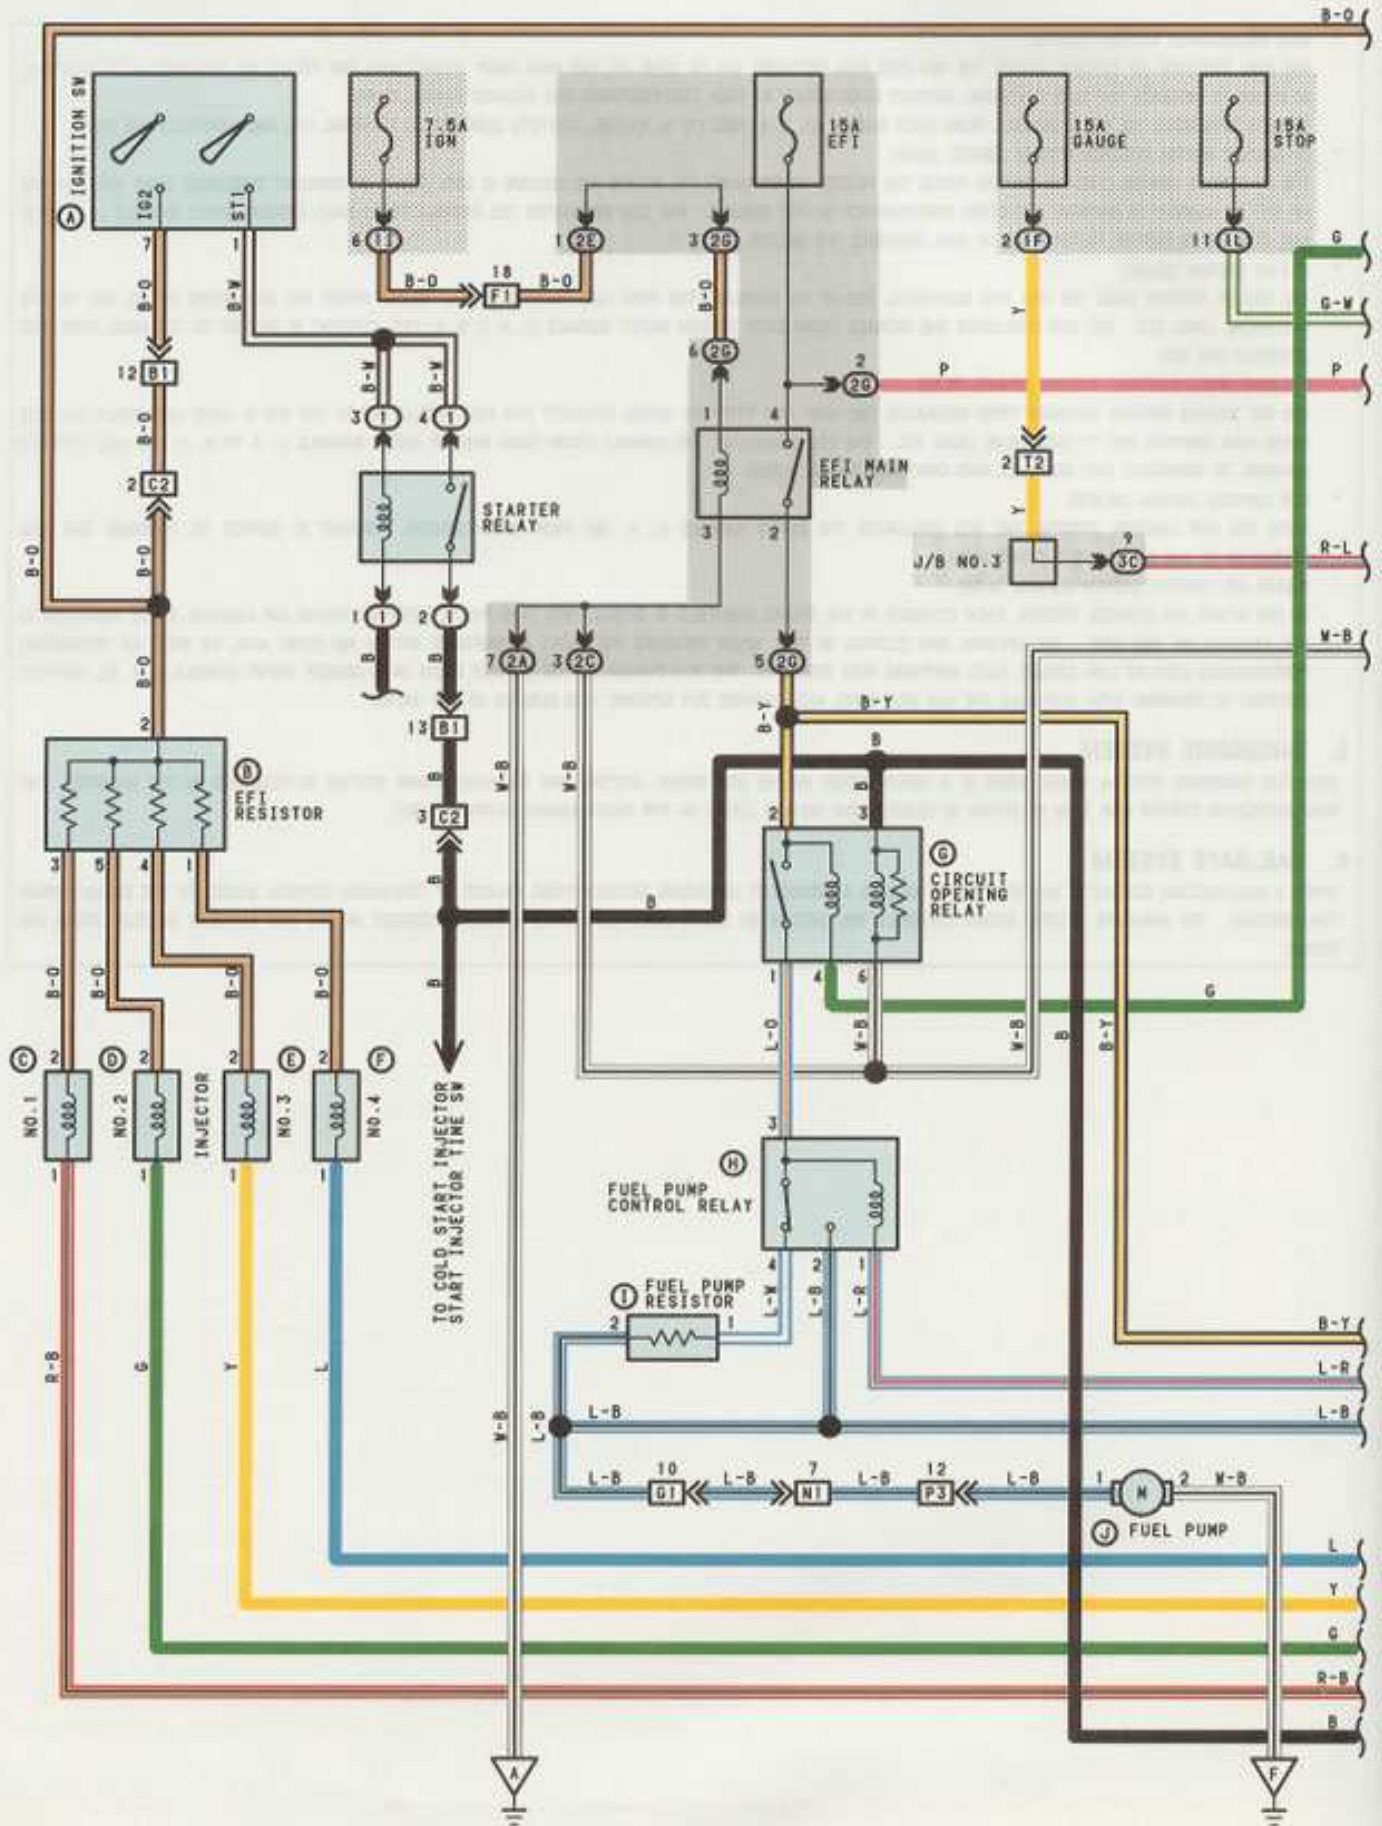 B-O
IGNITION SW
7.5A
IGN
15A
EFI
15A
GAUGE
15A
STOP
A
IG2
ST1
7
1
6
1I
1
2E
3
2G
2
1F
11
1L
G
B-O
B-W
B-O
18
F1
B-O
B-O
Y
G-W
12
B1
B-W
B-W
6
2G
2
2G
P
P
B-O
3
1
4
1
1
4
2
C2
STARTER
RELAY
EFI MAIN
RELAY
2
T2
3
2
Y
B-O
B-O
J/B NO.3
9
3C
R-L
1
1
2
1
B
B
7
2A
3
2C
5
2G
W-B
B-O
2
13
B1
B-Y
B-Y
B
W-B
W-B
B
B
3
C2
B
EFI
RESISTOR
2
3
3
5
4
1
B
B
G
CIRCUIT
OPENING
RELAY
1
4
6
B-O
B-O
B-O
B-O
B
L-O
W-B
G
W-B
B
B-Y
C
2
D
2
2
E
2
F
NO.1
NO.2
INJECTOR
NO.3
NO.4
1
1
1
1
TO COLD START INJECTOR
START INJECTOR TIME SW
3
H
FUEL PUMP
CONTROL RELAY
4
2
1
L-W
L-B
L-R
I
FUEL PUMP
RESISTOR
2
1
B-Y
R-B
G
Y
L
L-R
W-B
L-B
L-B
L-B
L-B
10
G1
L-B
7
N1
L-B
12
P3
L-B
1
M
2
W-B
J
FUEL PUMP
L
Y
G
R-B
B
A
F